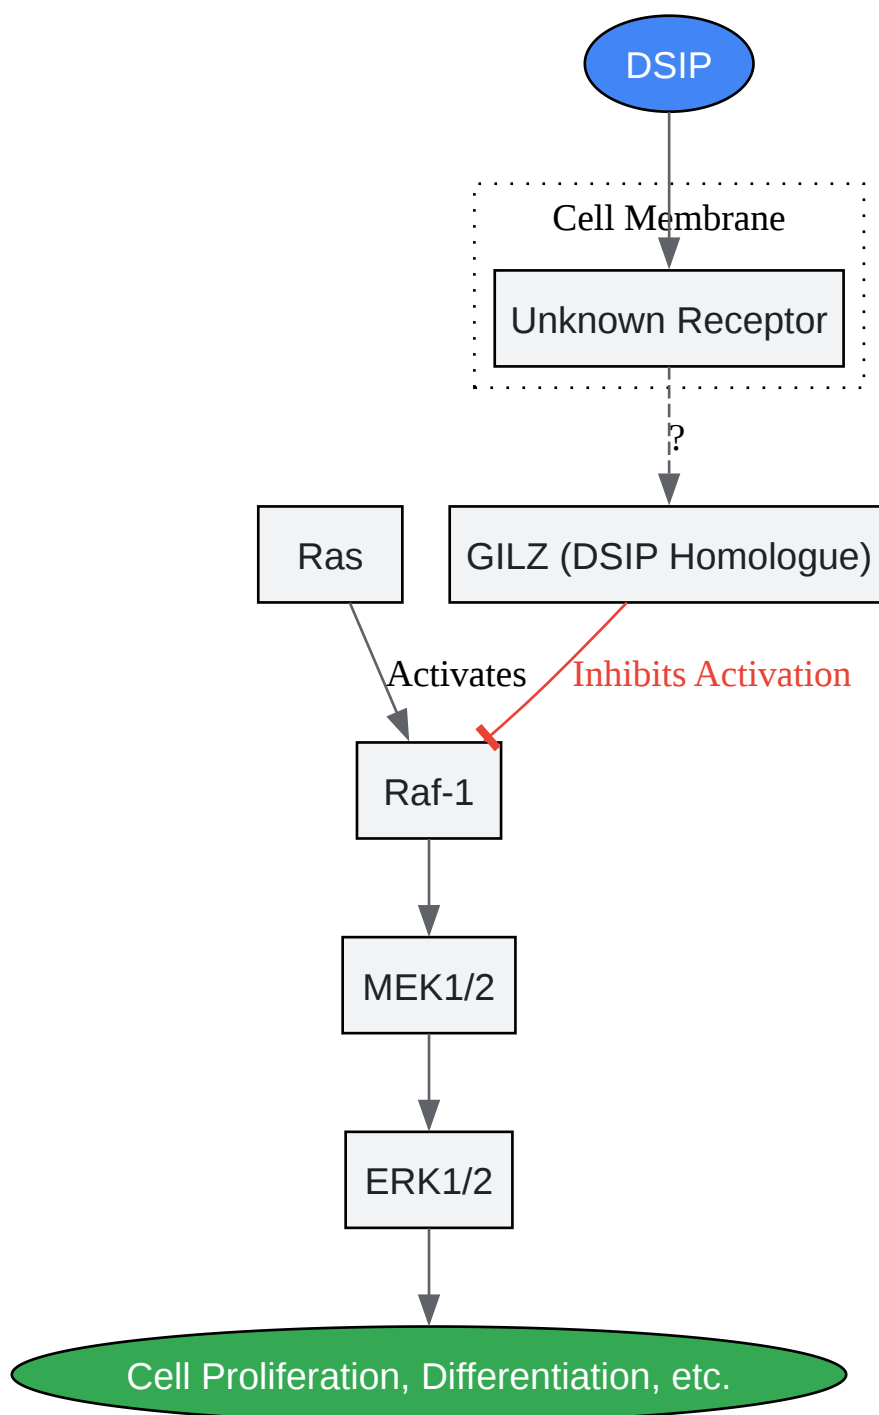 DSIP
Cell Membrane
Unknown Receptor
?
Ras
GILZ (DSIP Homologue)
Activates
Inhibits Activation
Raf-1
MEK1/2
ERK1/2
Cell Proliferation, Differentiation, etc.